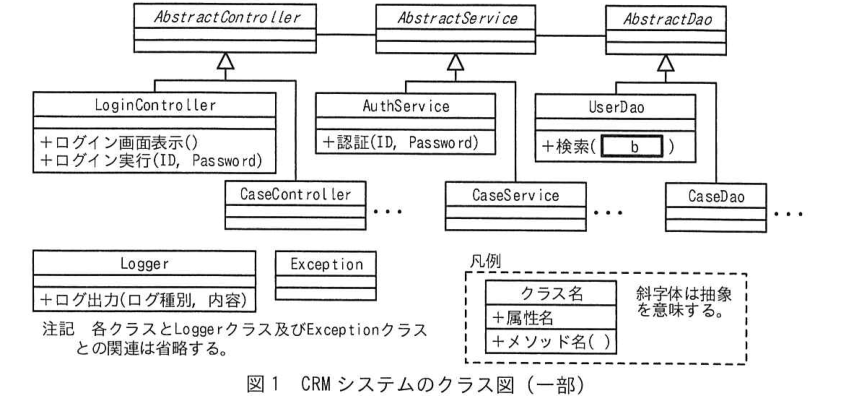 AbstractController
AbstractService
AbstractDao
LoginController
+ログイン画面表示()
+ログイン実行(ID, Password)
AuthService
+認証(ID, Password)
UserDao
+検索( b )
CaseController
...
CaseService
...
CaseDao
...
Logger
+ログ出力(ログ種別, 内容)
Exception
注記 各クラスとLoggerクラス及びExceptionクラス
との関連は省略する。
凡例
クラス名
+属性名
+メソッド名( )
斜字体は抽象
を意味する。
図1 CRMシステムのクラス図(一部)